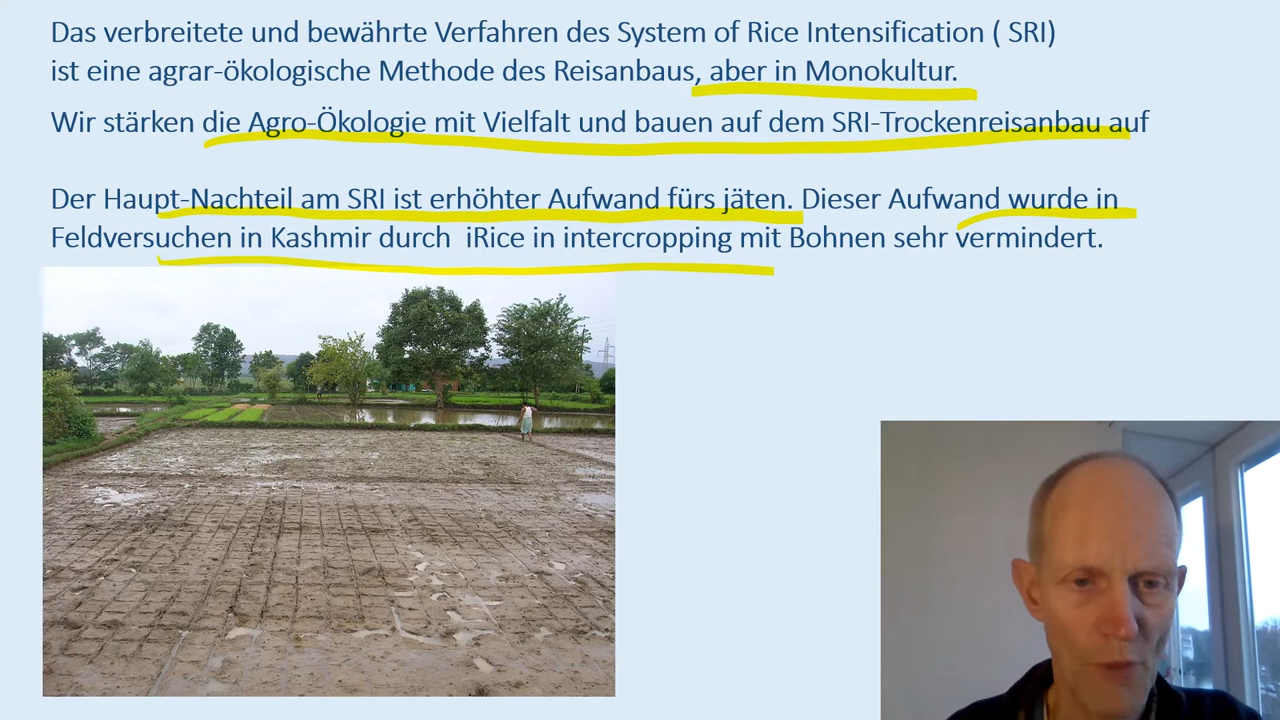 Das verbreitete und bewährte Verfahren des System of Rice Intensification ( SRI)
ist eine agrar-ökologische Methode des Reisanbaus, aber in Monokultur.
Wir stärken die Agro-Ökologie mit Vielfalt und bauen auf dem SRI-Trockenreisanbau auf
Der Haupt-Nachteil am SRI ist erhöhter Aufwand fürs jäten. Dieser Aufwand wurde in
Feldversuchen in Kashmir durch iRice in intercropping mit Bohnen sehr vermindert.